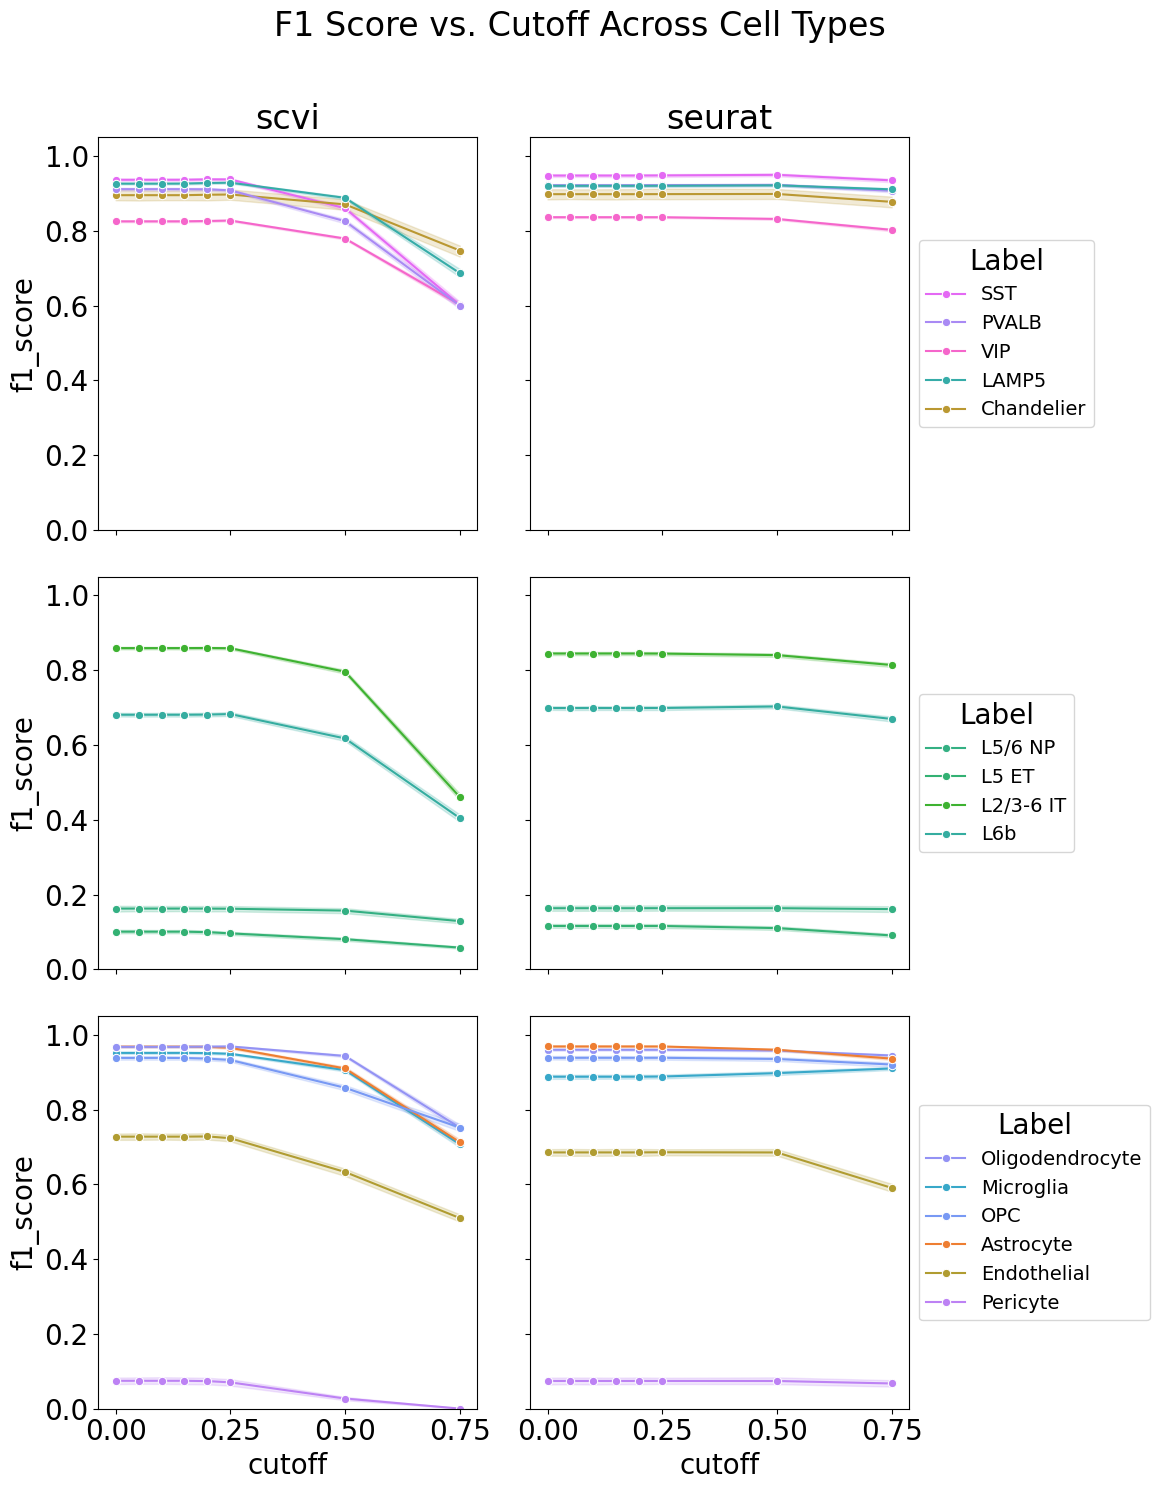 F1 Score vs. Cutoff Across Cell Types
scvi
seurat
1.0
0.8
0.6
0.4
0.2
0.0
f1_score
Label
SST
PVALB
VIP
LAMP5
Chandelier
1.0
0.8
0.6
0.4
0.2
0.0
f1_score
Label
L5/6 NP
L5 ET
L2/3-6 IT
L6b
1.0
0.8
0.6
0.4
0.2
0.0
f1_score
Label
Oligodendrocyte
Microglia
OPC
Astrocyte
Endothelial
Pericyte
0.00 0.25 0.50 0.75
cutoff
0.00 0.25 0.50 0.75
cutoff